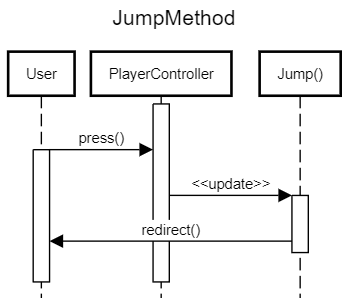 JumpMethod
User
PlayerController
Jump()
press()
<<update>>
redirect()